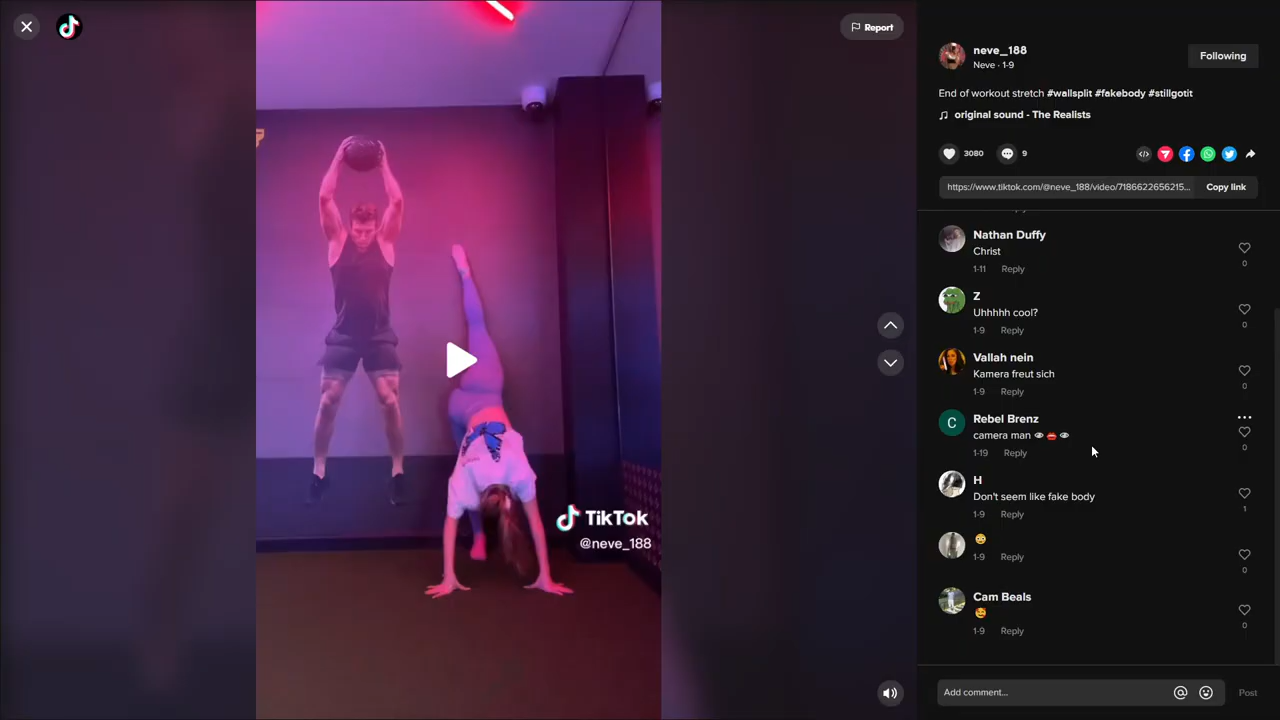 Report
neve_188
Neve · 1-9
Following
End of workout stretch #wallsplit #fakebody #stillgotit
original sound - The Realists
3080
9
https://www.tiktok.com/@neve_188/video/7186622656215...
Copy link
Nathan Duffy
Christ
0
1-11 Reply
Z
Uhhhhh cool?
0
1-9 Reply
Vallah nein
Kamera freut sich
0
1-9 Reply
C
Rebel Brenz
camera man 👁️🫦👁️
0
1-19 Reply
H
Don't seem like fake body
1
1-9 Reply
😳
0
1-9 Reply
Cam Beals
🥰
0
1-9 Reply
TikTok
@neve_188
Add comment...
Post